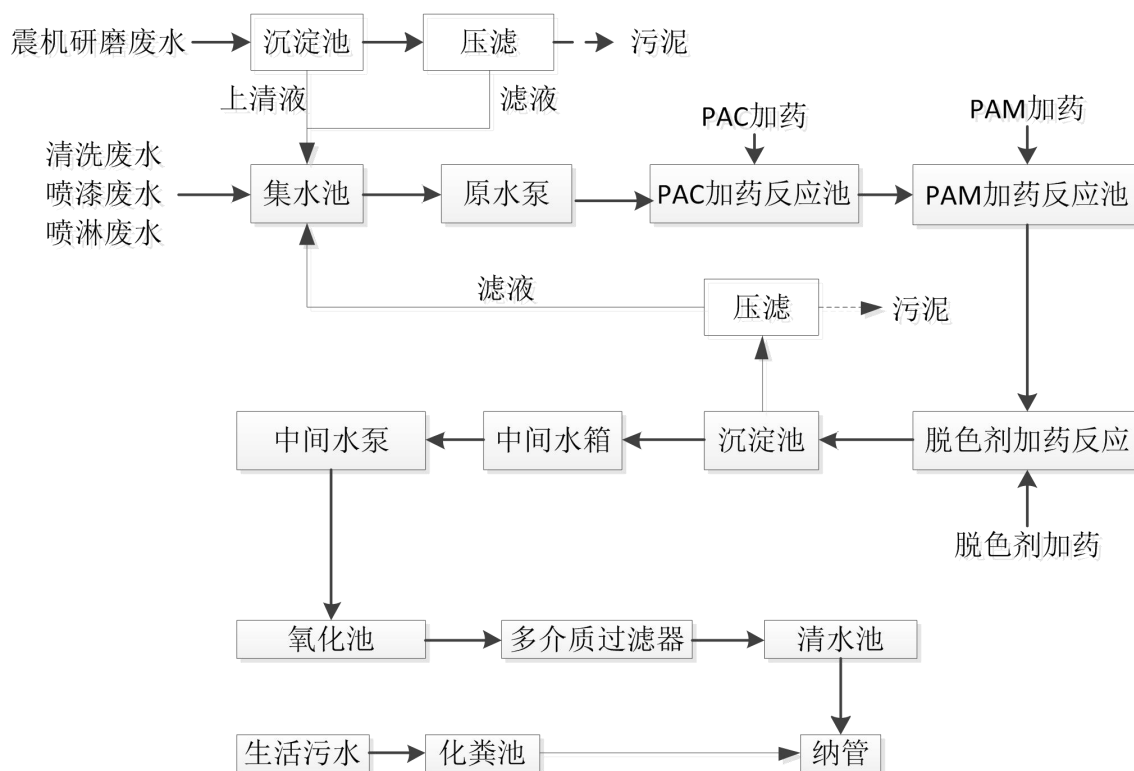 震机研磨废水
沉淀池
压滤
污泥
上清液
滤液
PAC加药
PAM加药
清洗废水
喷漆废水
喷淋废水
集水池
原水泵
PAC加药反应池
PAM加药反应池
滤液
压滤
污泥
中间水泵
中间水箱
沉淀池
脱色剂加药反应
脱色剂加药
氧化池
多介质过滤器
清水池
生活污水
化粪池
纳管